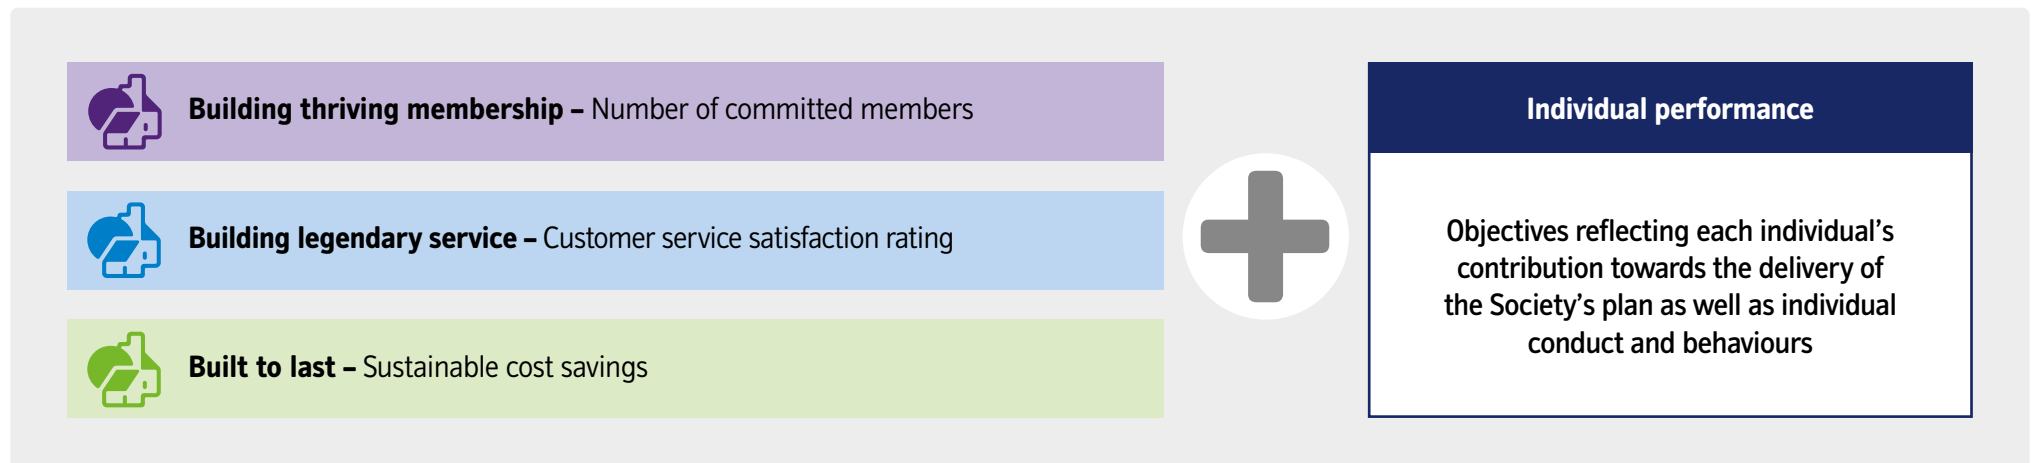 Building thriving membership – Number of committed members
Building legendary service – Customer service satisfaction rating
Built to last – Sustainable cost savings
Individual performance
Objectives reflecting each individual’s
contribution towards the delivery of
the Society’s plan as well as individual
conduct and behaviours